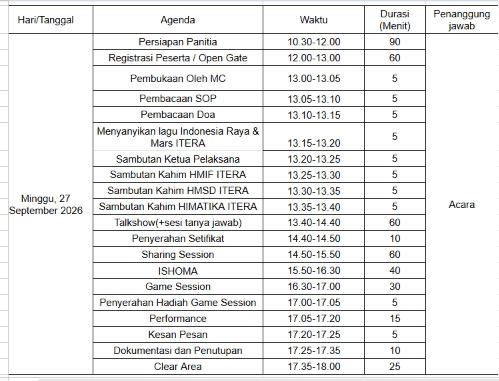 Hari/Tanggal Agenda Waktu Durasi (Menit) Penanggung jawab
Minggu, 27 September 2026
Acara
Persiapan Panitia 10.30-12.00 90
Registrasi Peserta / Open Gate 12.00-13.00 60
Pembukaan Oleh MC 13.00-13.05 5
Pembacaan SOP 13.05-13.10 5
Pembacaan Doa 13.10-13.15 5
Menyanyikan lagu Indonesia Raya & Mars ITERA 13.15-13.20 5
Sambutan Ketua Pelaksana 13.20-13.25 5
Sambutan Kahim HMIF ITERA 13.25-13.30 5
Sambutan Kahim HMSD ITERA 13.30-13.35 5
Sambutan Kahim HIMATIKA ITERA 13.35-13.40 5
Talkshow(+sesi tanya jawab) 13.40-14.40 60
Penyerahan Setifikat 14.40-14.50 10
Sharing Session 14.50-15.50 60
ISHOMA 15.50-16.30 40
Game Session 16.30-17.00 30
Penyerahan Hadiah Game Session 17.00-17.05 5
Performance 17.05-17.20 15
Kesan Pesan 17.20-17.25 5
Dokumentasi dan Penutupan 17.25-17.35 10
Clear Area 17.35-18.00 25